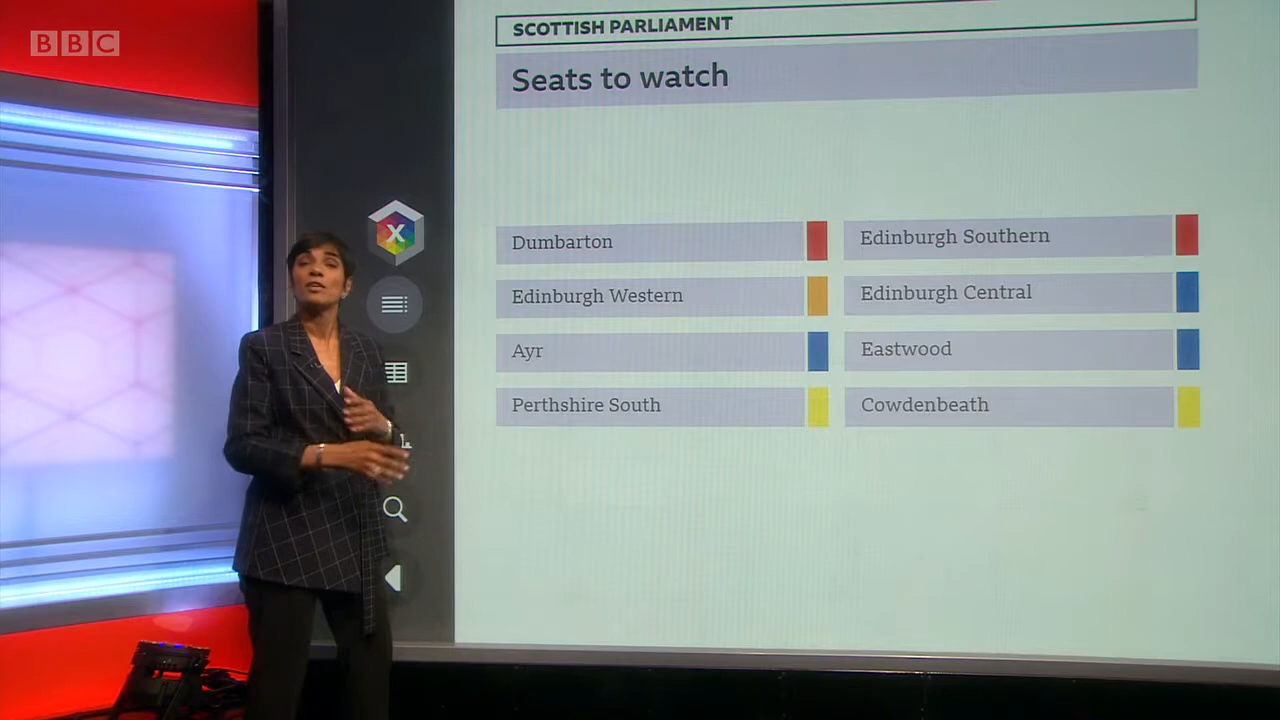 BBC
SCOTTISH PARLIAMENT
Seats to watch
X
Dumbarton
Edinburgh Southern
Edinburgh Western
Edinburgh Central
Ayr
Eastwood
Perthshire South
Cowdenbeath